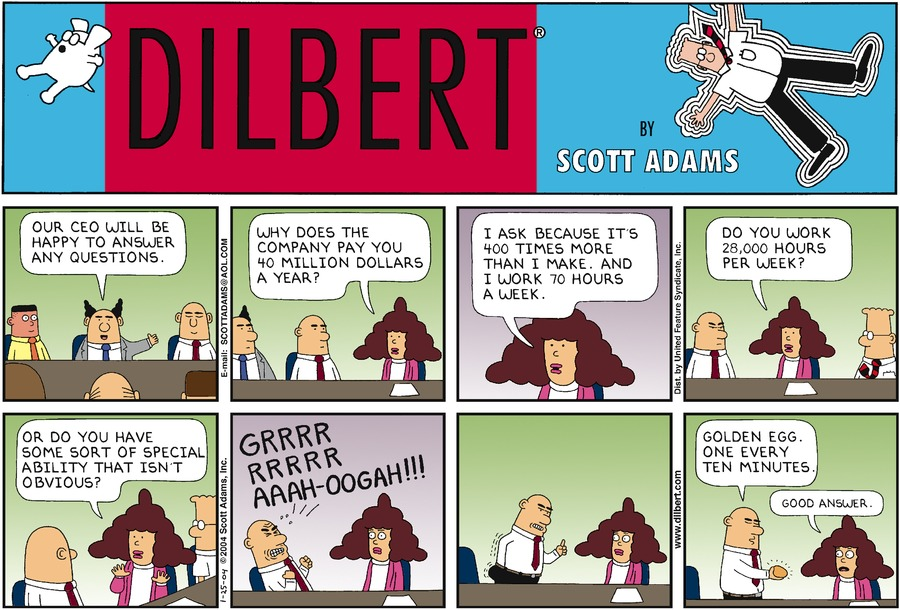 DILBERT®
BY
SCOTT ADAMS
OUR CEO WILL BE
HAPPY TO ANSWER
ANY QUESTIONS.
E-mail: SCOTTADAMS@AOL.COM
WHY DOES THE
COMPANY PAY YOU
40 MILLION DOLLARS
A YEAR?
I ASK BECAUSE IT'S
400 TIMES MORE
THAN I MAKE. AND
I WORK 70 HOURS
A WEEK.
Dist. by United Feature Syndicate, Inc.
DO YOU WORK
28,000 HOURS
PER WEEK?
OR DO YOU HAVE
SOME SORT OF SPECIAL
ABILITY THAT ISN'T
OBVIOUS?
1-25-04 © 2004 Scott Adams, Inc.
GRRRR
RRRRR
AAAH-OOGAH!!!
www.dilbert.com
GOLDEN EGG.
ONE EVERY
TEN MINUTES.
GOOD ANSWER.